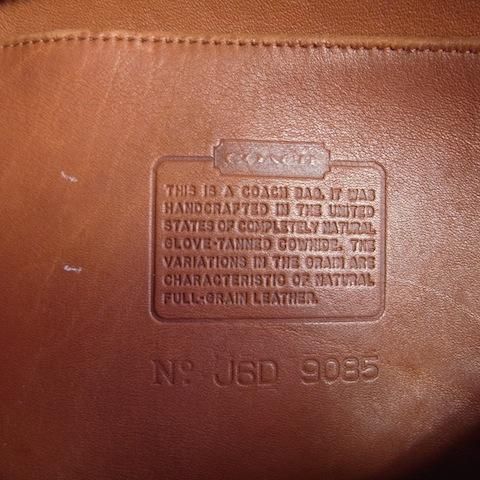 COACH
THIS IS A COACH BAG. IT WAS
HANDCRAFTED IN THE UNITED
STATES OF COMPLETELY NATURAL
GLOVE-TANNED COWHIDE. THE
VARIATIONS IN THE GRAIN ARE
CHARACTERISTIC OF NATURAL
FULL-GRAIN LEATHER.
Nº J6D 9085